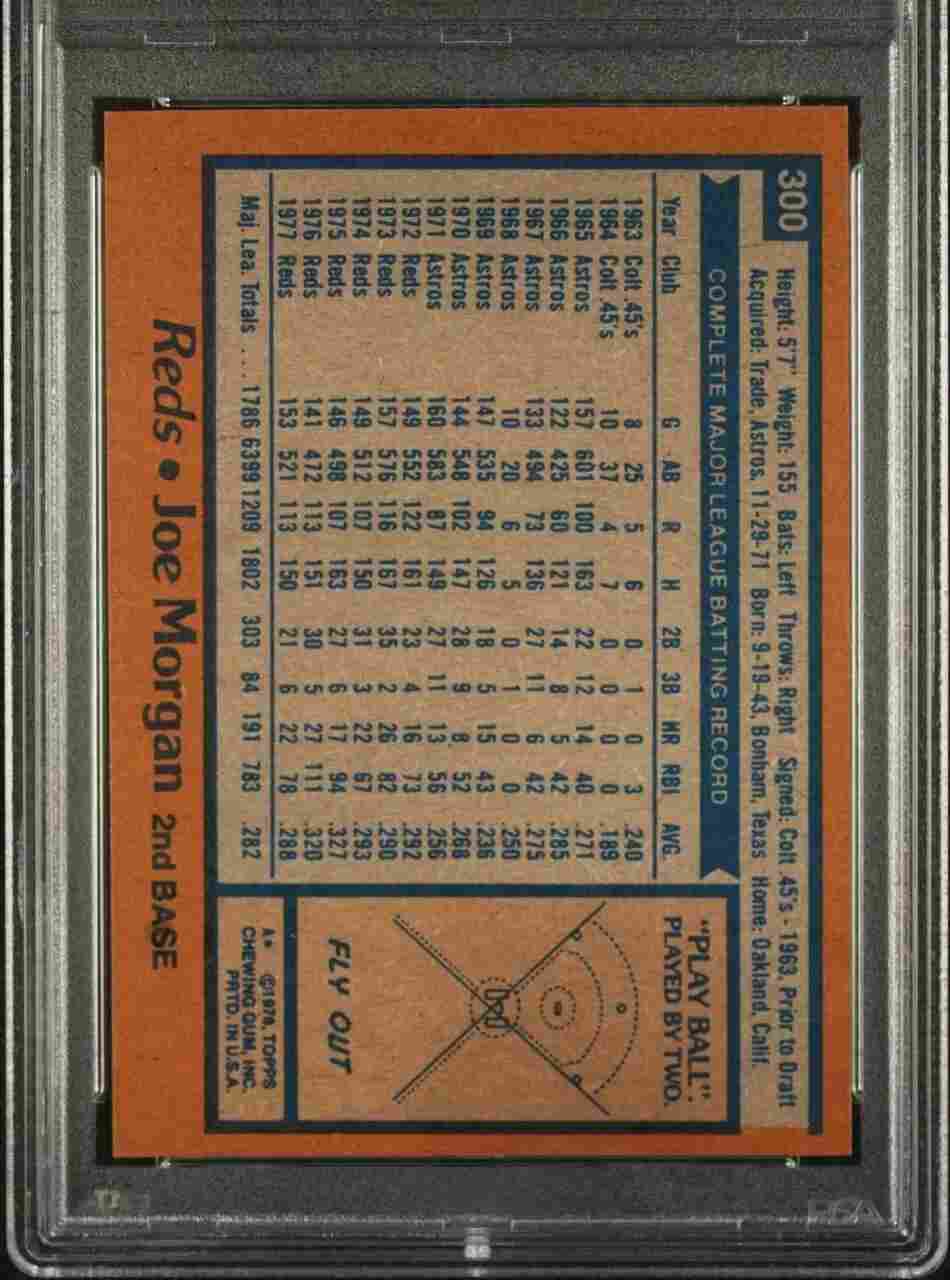 300
Height: 5'7" Weight: 155 Bats: Left Throws: Right Signed: Colt .45's - 1963, Prior to Draft
Acquired: Trade, Astros, 11-29-71 Born: 9-19-43, Bonham, Texas Home: Oakland, Calif.
COMPLETE MAJOR LEAGUE BATTING RECORD
Year Club G AB R H 2B 3B HR RBI AVG.
1963 Colt .45's 8 25 5 6 0 1 0 3 .240
1964 Colt .45's 10 37 4 7 0 0 0 0 .189
1965 Astros 157 601 100 163 22 12 14 40 .271
1966 Astros 122 425 60 121 14 8 5 42 .285
1967 Astros 133 494 73 136 27 11 6 42 .275
1968 Astros 10 20 6 5 0 1 0 0 .250
1969 Astros 147 535 94 126 18 5 15 43 .236
1970 Astros 144 548 102 147 28 9 8 52 .268
1971 Astros 160 583 87 149 27 11 13 56 .256
1972 Reds 149 552 122 161 23 4 16 73 .292
1973 Reds 157 576 116 167 35 2 26 82 .290
1974 Reds 149 512 107 150 31 3 22 67 .293
1975 Reds 146 498 107 163 27 6 17 94 .327
1976 Reds 141 472 113 151 30 5 27 111 .320
1977 Reds 153 521 113 150 21 6 22 78 .288
Maj. Lea. Totals .... 1786 6399 1209 1802 303 84 191 783 .282
"PLAY BALL".
PLAYED BY TWO.
FLY OUT
A* ©1978, TOPPS
CHEWING GUM, INC.
PRTD. IN U.S.A.
Reds • Joe Morgan 2nd BASE
PSA